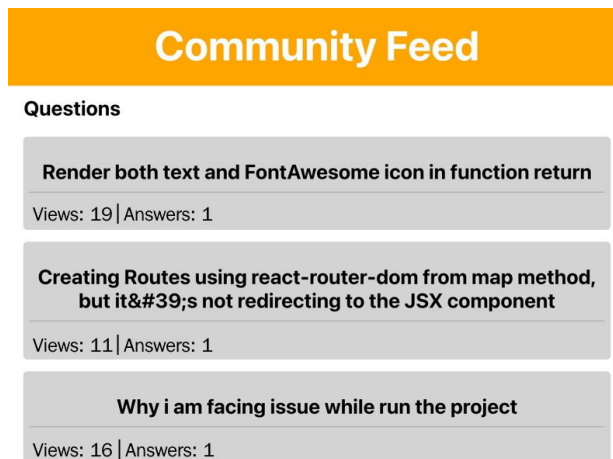 Community Feed
Questions
Render both text and FontAwesome icon in function return
Views: 19 | Answers: 1
Creating Routes using react-router-dom from map method,
but it&#39;s not redirecting to the JSX component
Views: 11 | Answers: 1
Why i am facing issue while run the project
Views: 16 | Answers: 1